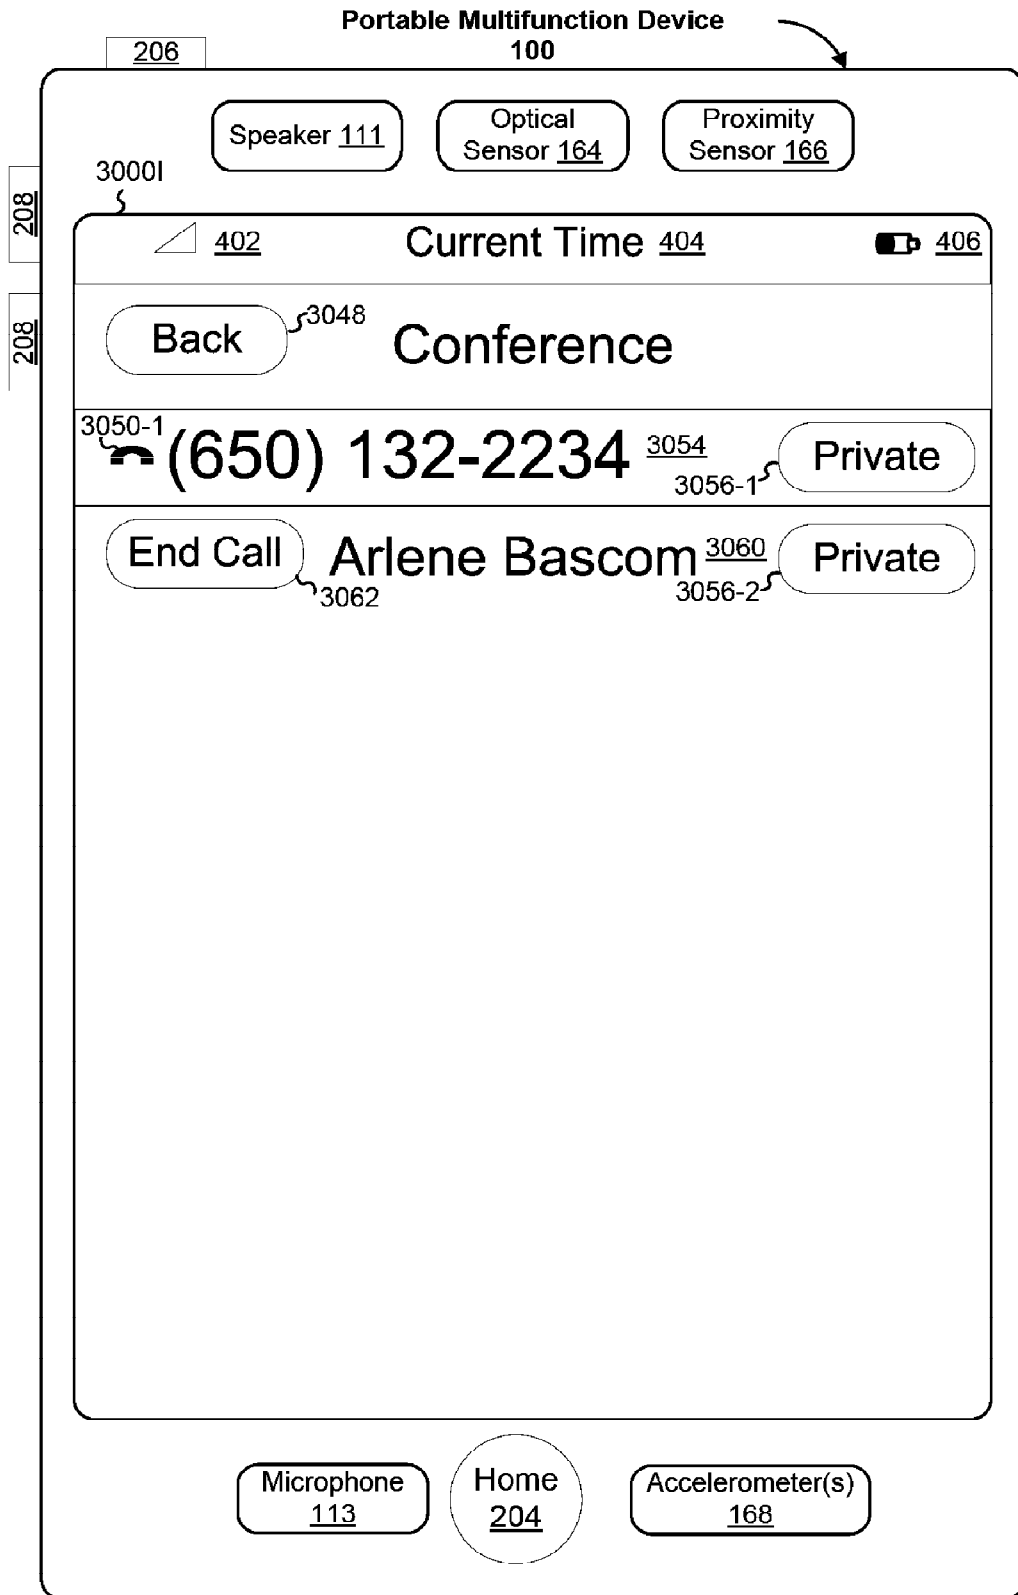 Portable Multifunction Device
100
206
Speaker 111
Optical
Sensor 164
Proximity
Sensor 166
3000I
208
208
402
Current Time 404
406
Back
3048
Conference
3050-1
(650) 132-2234
3054
3056-1
Private
End Call
3062
Arlene Bascom
3060
3056-2
Private
Microphone
113
Home
204
Accelerometer(s)
168